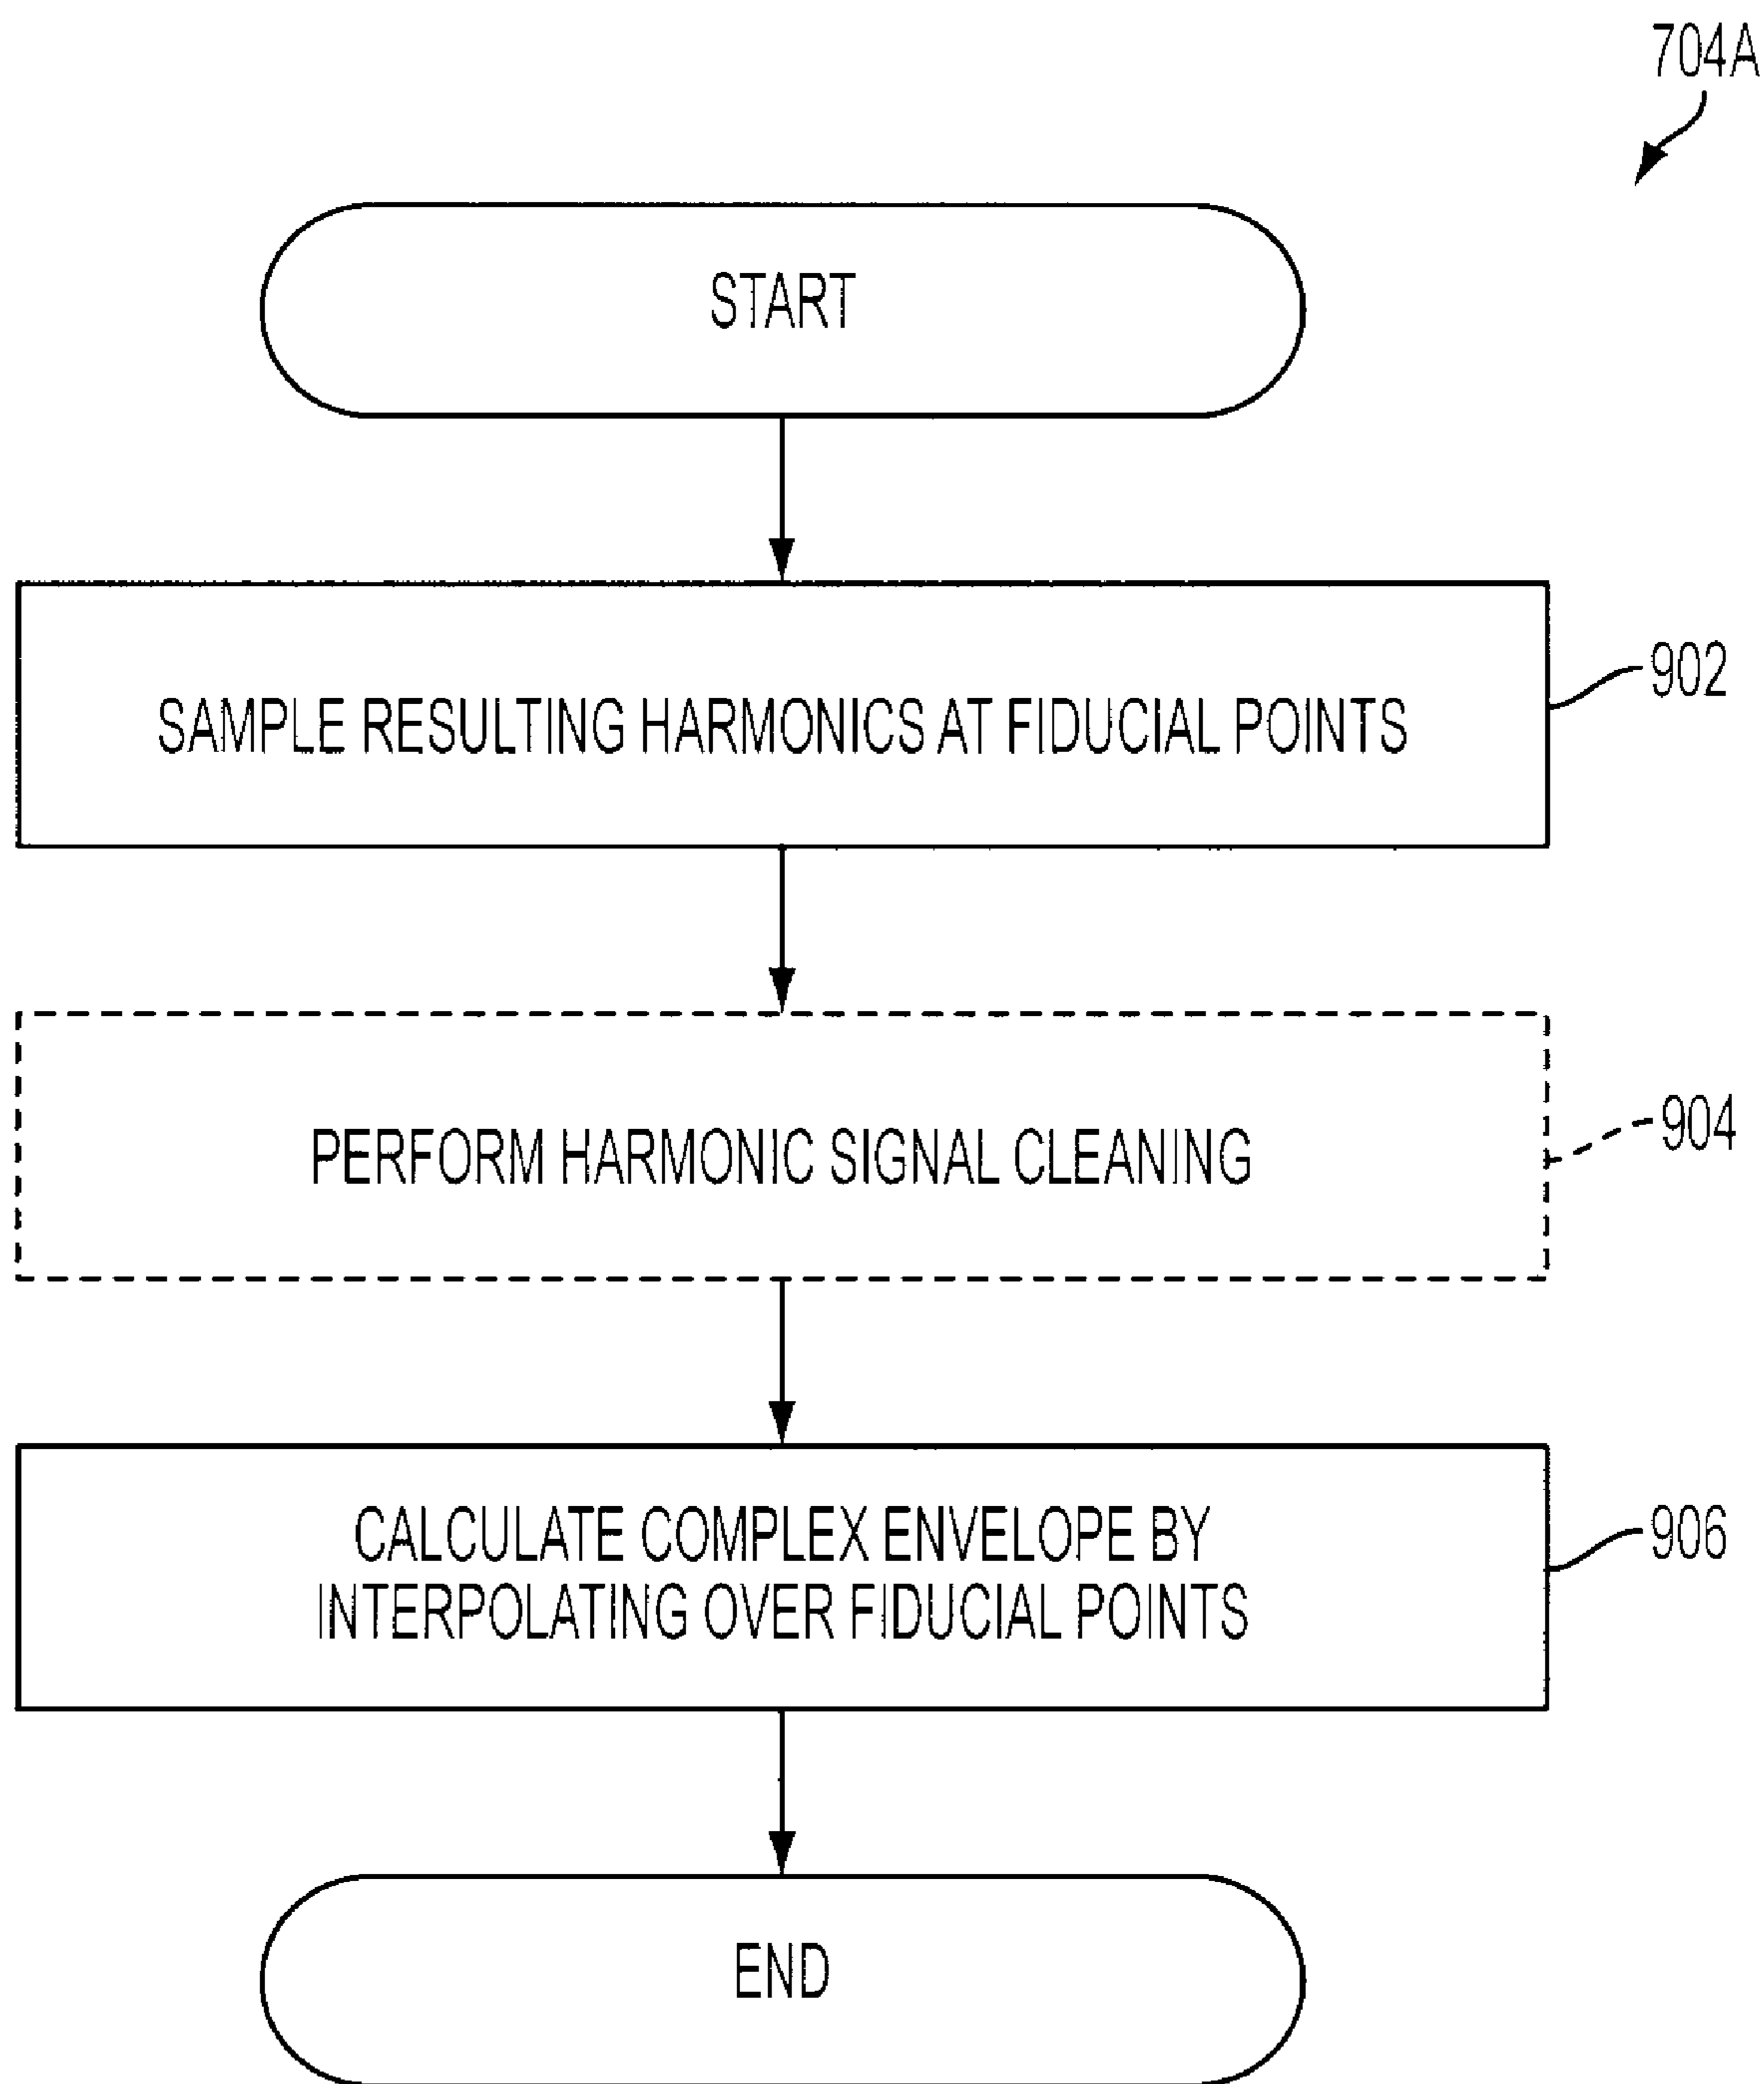 704A
START
SAMPLE RESULTING HARMONICS AT FIDUCIAL POINTS
902
PERFORM HARMONIC SIGNAL CLEANING
904
CALCULATE COMPLEX ENVELOPE BY
INTERPOLATING OVER FIDUCIAL POINTS
906
END